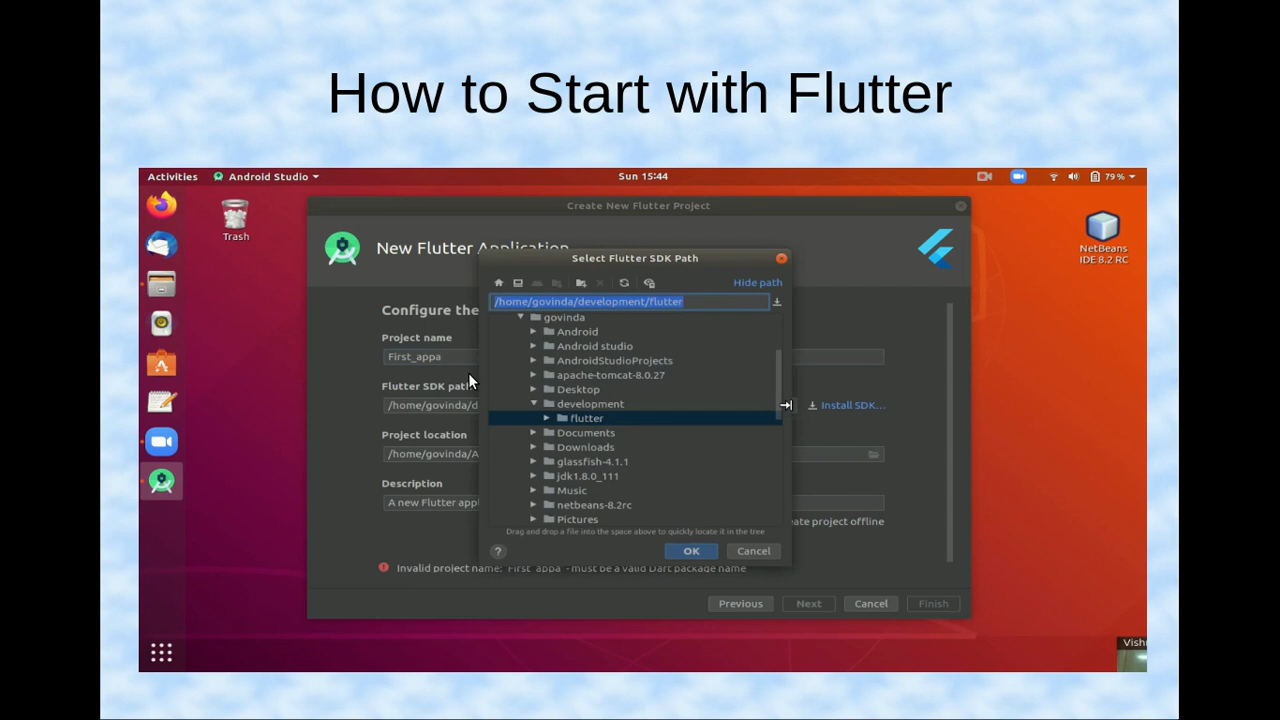 How to Start with Flutter
Activities Android Studio Sun 15:44 79 %
Create New Flutter Project
Trash
New Flutter Application
NetBeans
IDE 8.2 RC
Select Flutter SDK Path
Hide path
/home/govinda/development/flutter
Configure the
govinda
Project name
Android
Android studio
First_appa
AndroidStudioProjects
apache-tomcat-8.0.27
Flutter SDK path
Desktop
/home/govinda/d
development
Install SDK...
flutter
Project location
Documents
Downloads
/home/govinda/A
glassfish-4.1.1
jdk1.8.0_111
Description
Music
A new Flutter appl
netbeans-8.2rc
Pictures
eate project offline
Drag and drop a file into the space above to quickly locate it in the tree
? OK Cancel
Invalid project name: 'First_appa' - must be a valid Dart package name
Previous Next Cancel Finish
Vish